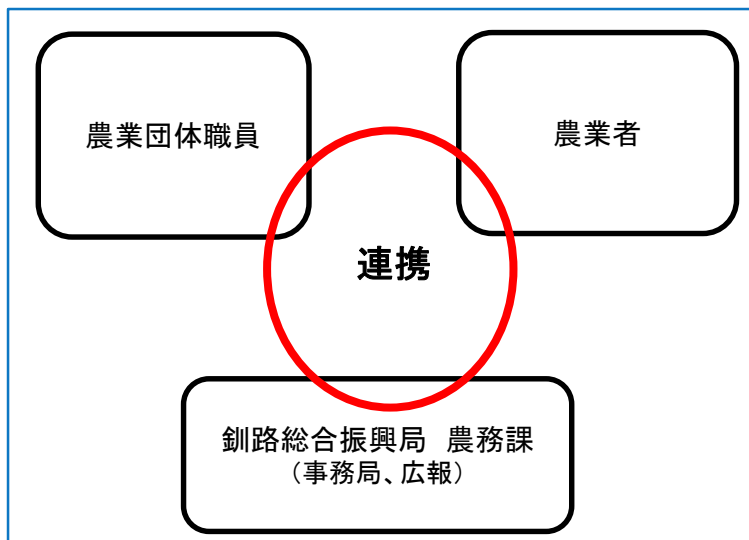 農業団体職員
農業者
連携
釧路総合振興局　農務課
（事務局、広報）